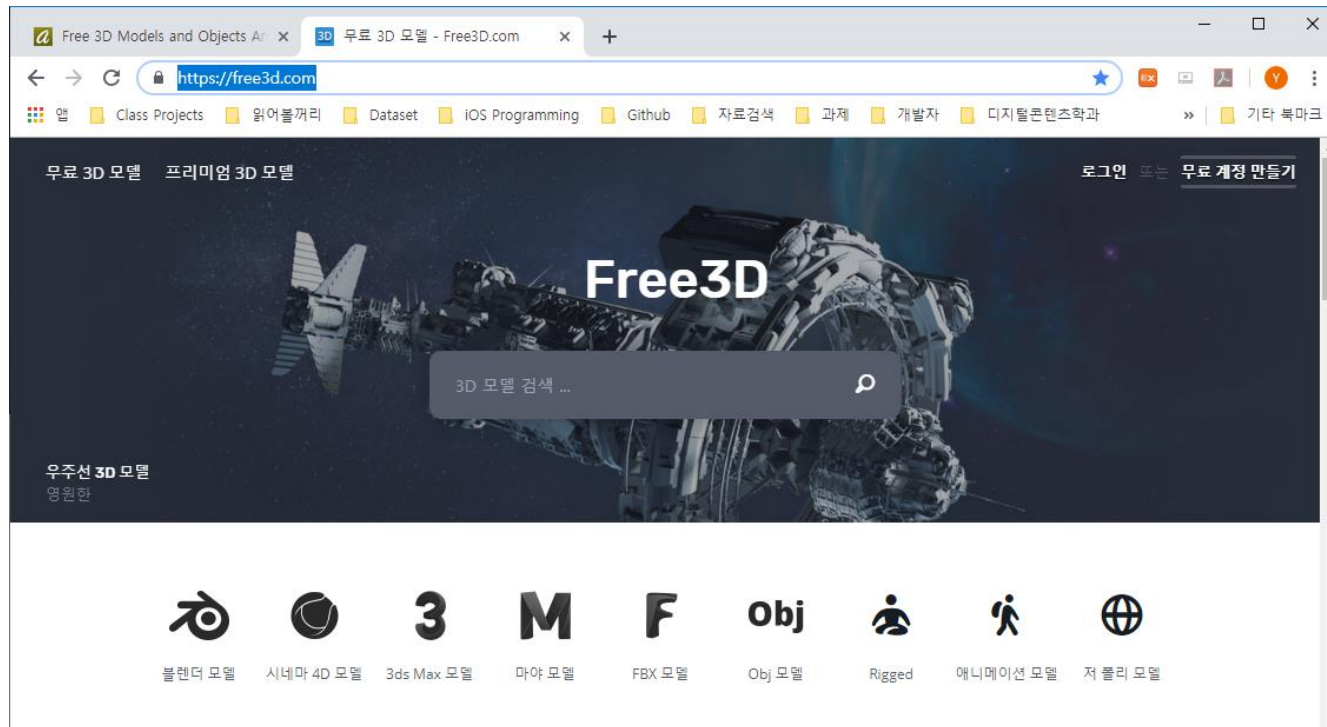 Free 3D Models and Objects Ar
3D 무료 3D 모델 - Free3D.com
https://free3d.com
EX
Y
앱 Class Projects 읽어볼꺼리 Dataset iOS Programming Github 자료검색 과제 개발자 디지털콘텐츠학과 » 기타 북마크
무료 3D 모델 프리미엄 3D 모델 로그인 또는 무료 계정 만들기
Free3D
3D 모델 검색 ...
우주선 3D 모델
영원한
3 M F Obj
블렌더 모델 시네마 4D 모델 3ds Max 모델 마야 모델 FBX 모델 Obj 모델 Rigged 애니메이션 모델 저 폴리 모델